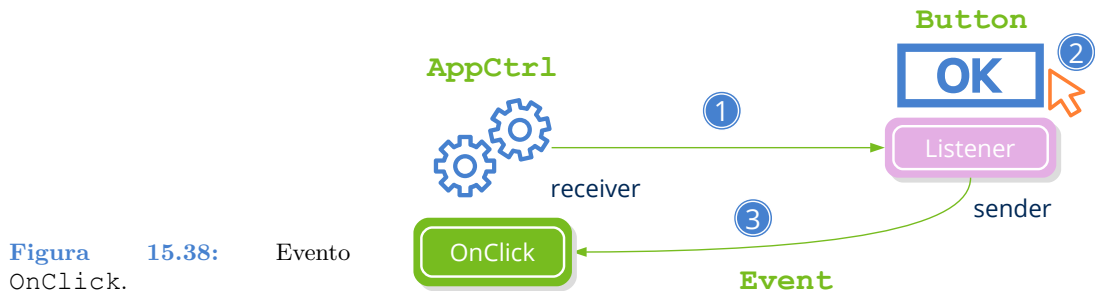 Button
OK
2
AppCtrl
1
Listener
receiver
sender
3
OnClick
Event
Figura 15.38: Evento
OnClick.